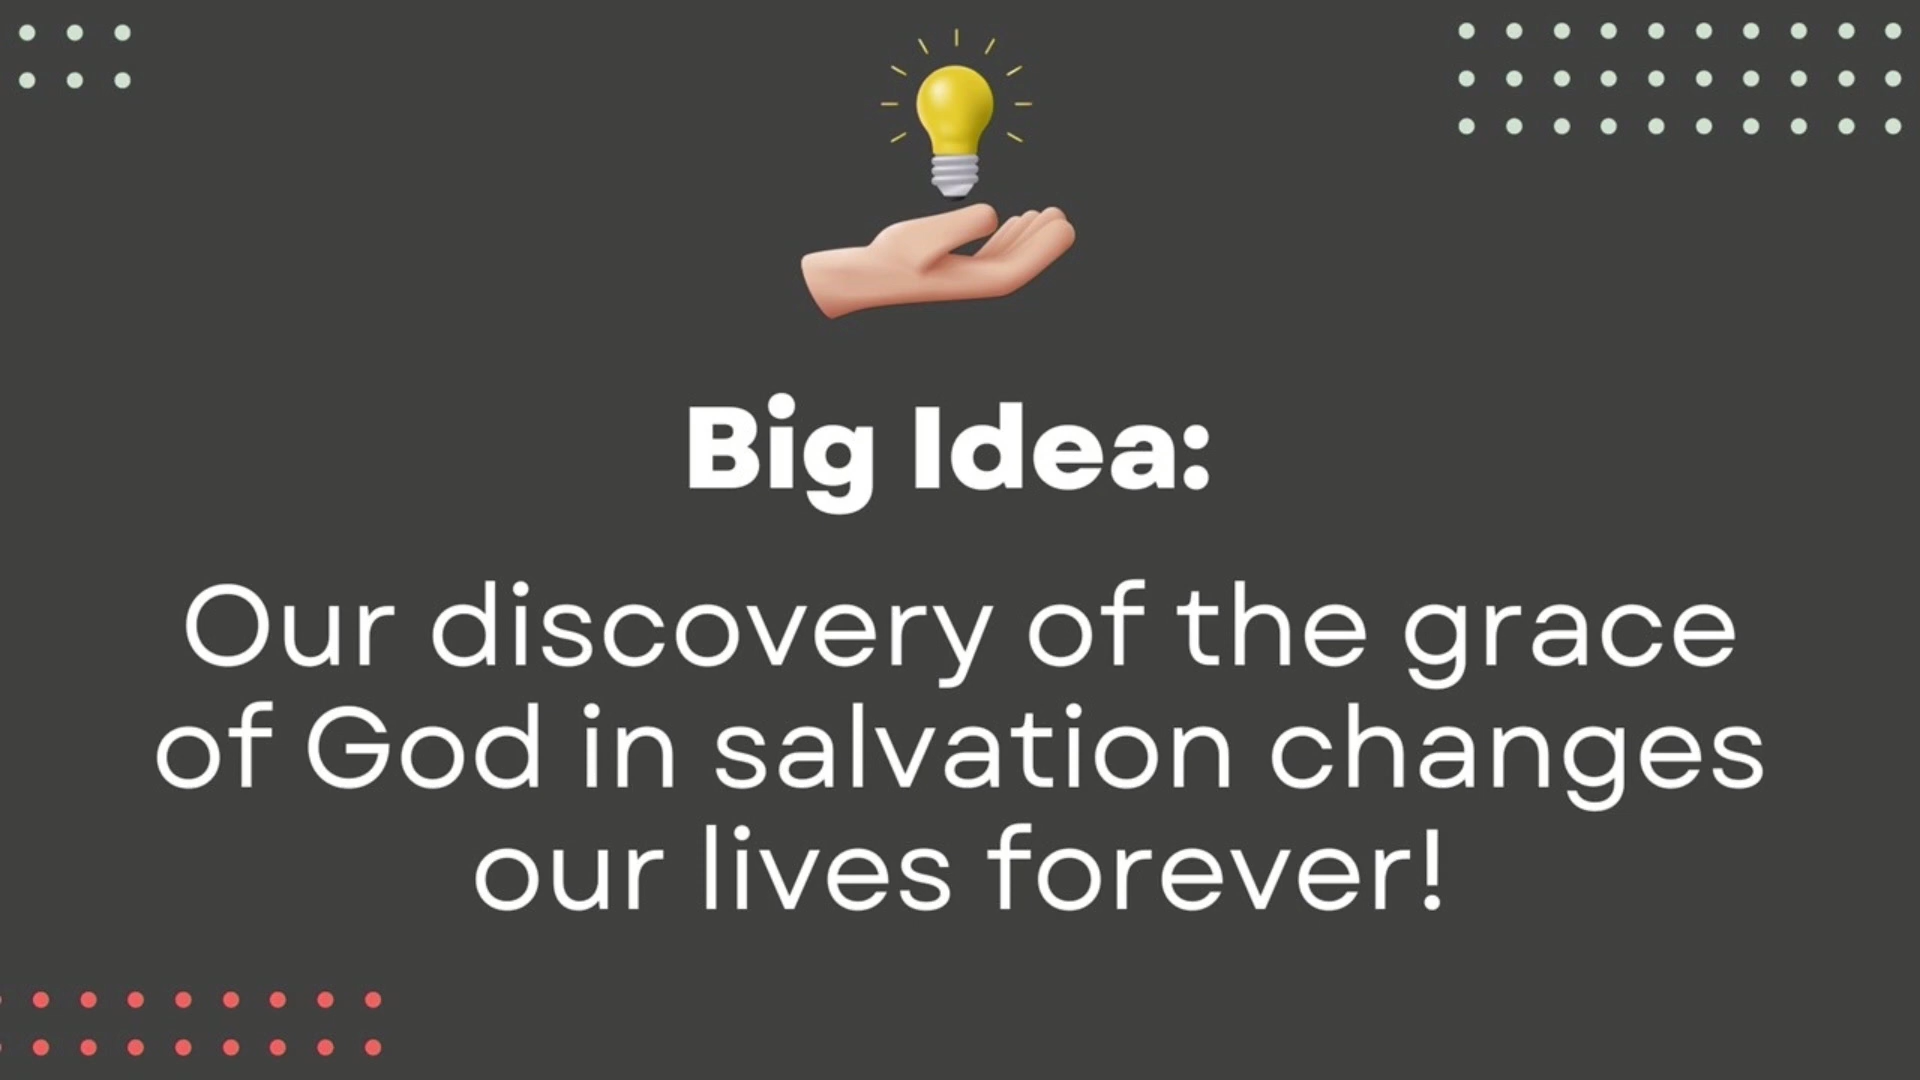 Big Idea:
Our discovery of the grace
of God in salvation changes
our lives forever!